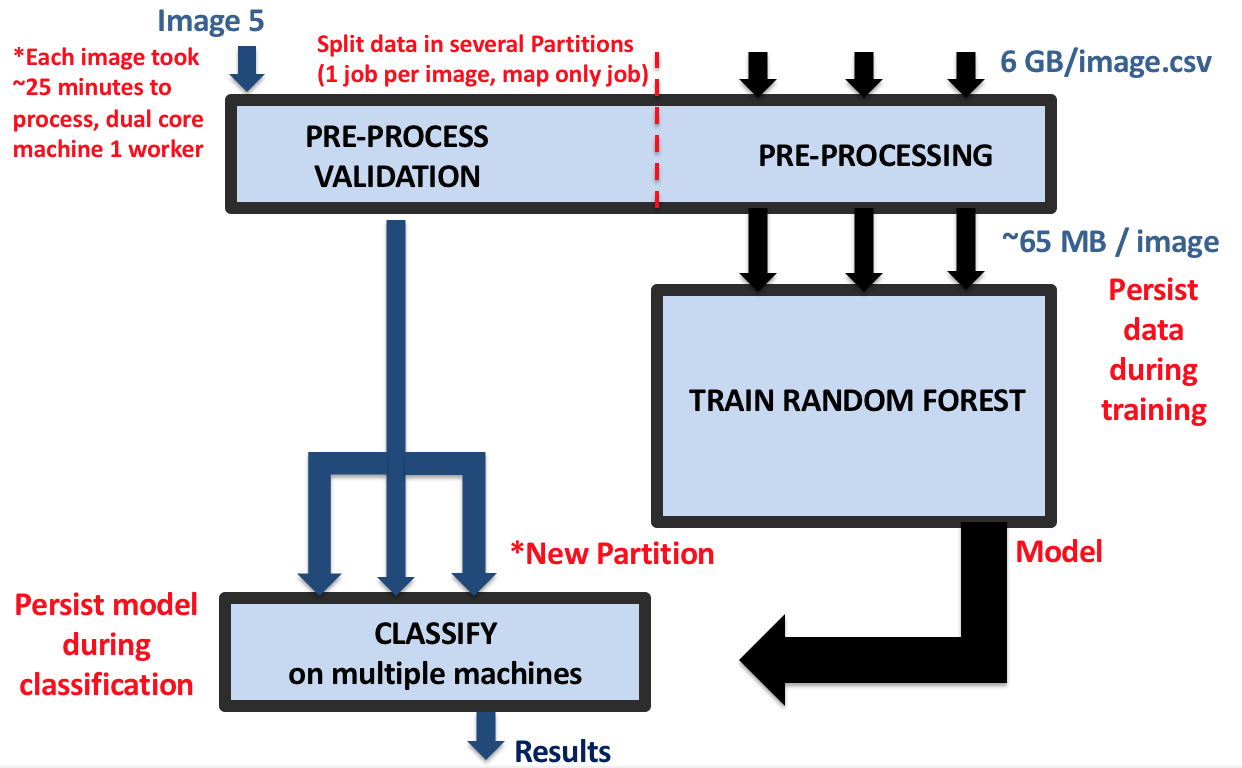 Image 5
*Each image took
~25 minutes to
process, dual core
machine 1 worker
Split data in several Partitions
(1 job per image, map only job)
6 GB/image.csv
PRE-PROCESS
VALIDATION
PRE-PROCESSING
~65 MB / image
Persist
data
during
training
TRAIN RANDOM FOREST
*New Partition
Model
Persist model
during
classification
CLASSIFY
on multiple machines
Results